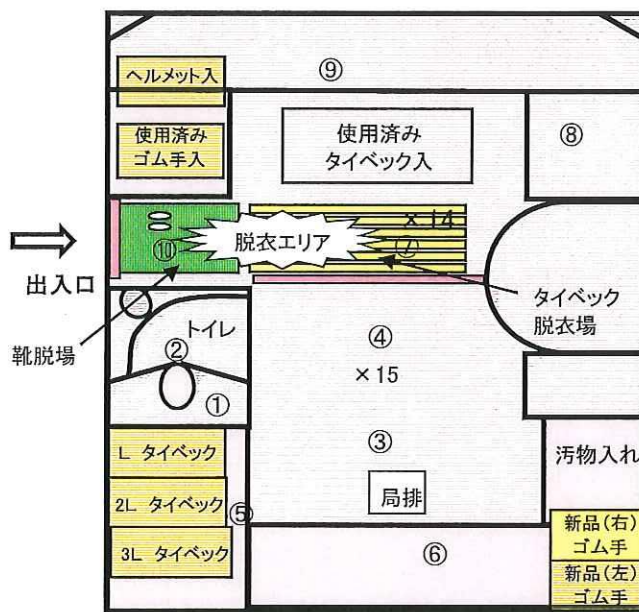 ⑨
ヘルメット入
使用済み
ゴム手入
使用済み
タイベック入
⑧
×14
脱衣エリア
⑩
⑦
出入口
タイベック
脱衣場
トイレ
靴脱場
②
④
×15
①
③
L タイベック
汚物入れ
局排
2L タイベック
⑤
新品(右)
ゴム手
3L タイベック
⑥
新品(左)
ゴム手